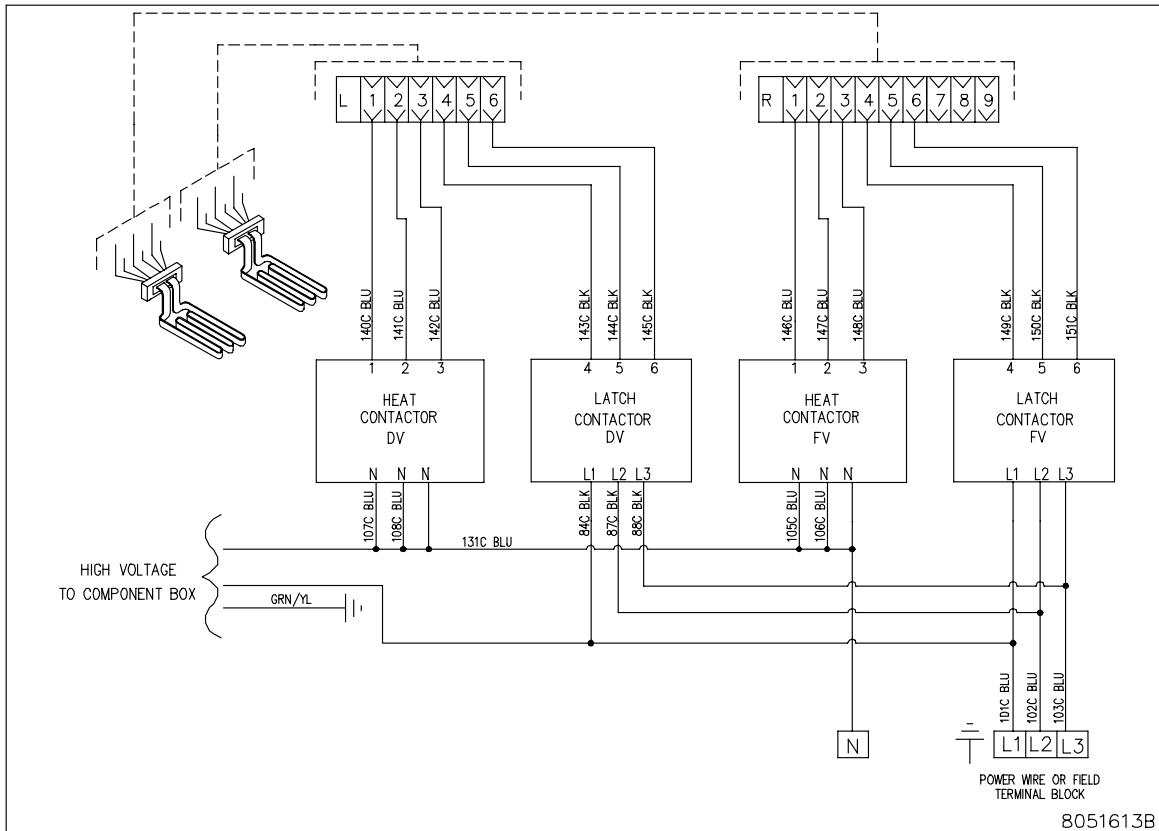 L 1 2 3 4 5 6
R 1 2 3 4 5 6 7 8 9
140C BLU
141C BLU
142C BLU
143C BLK
144C BLK
145C BLK
146C BLU
147C BLU
148C BLU
149C BLK
150C BLK
151C BLK
1 2 3
HEAT
CONTACTOR
DV
N N N
4 5 6
LATCH
CONTACTOR
DV
L1 L2 L3
1 2 3
HEAT
CONTACTOR
FV
N N N
4 5 6
LATCH
CONTACTOR
FV
L1 L2 L3
107C BLU
108C BLU
84C BLK
87C BLK
88C BLK
105C BLU
106C BLU
131C BLU
HIGH VOLTAGE
TO COMPONENT BOX
GRN/YL
101C BLU
102C BLU
103C BLU
N
L1 L2 L3
POWER WIRE OR FIELD
TERMINAL BLOCK
8051613B